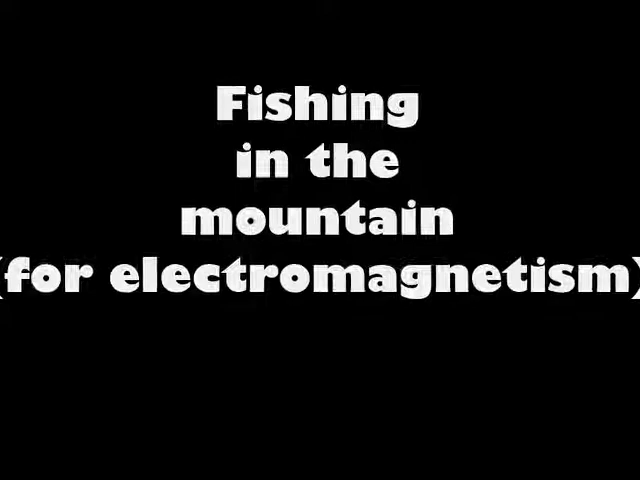 Fishing
in the
mountain
(for electromagnetism)